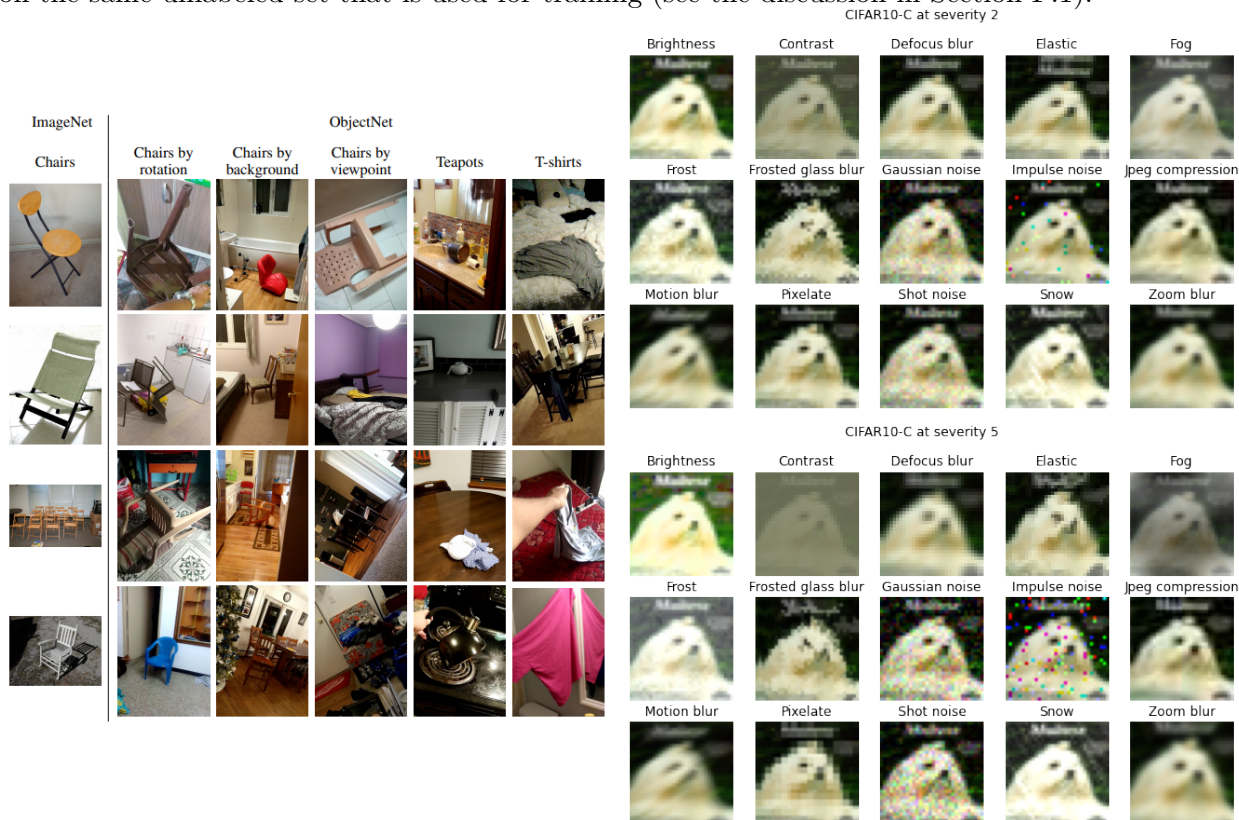 on the same unlabeled set that is used for training (see the discussion in Section F.1).
ImageNet
ObjectNet
Chairs
Chairs by
rotation
Chairs by
background
Chairs by
viewpoint
Teapots
T-shirts
CIFAR10-C at severity 2
Brightness
Contrast
Defocus blur
Elastic
Fog
Frost
Frosted glass blur
Gaussian noise
Impulse noise
Jpeg compression
Motion blur
Pixelate
Shot noise
Snow
Zoom blur
CIFAR10-C at severity 5
Brightness
Contrast
Defocus blur
Elastic
Fog
Frost
Frosted glass blur
Gaussian noise
Impulse noise
Jpeg compression
Motion blur
Pixelate
Shot noise
Snow
Zoom blur